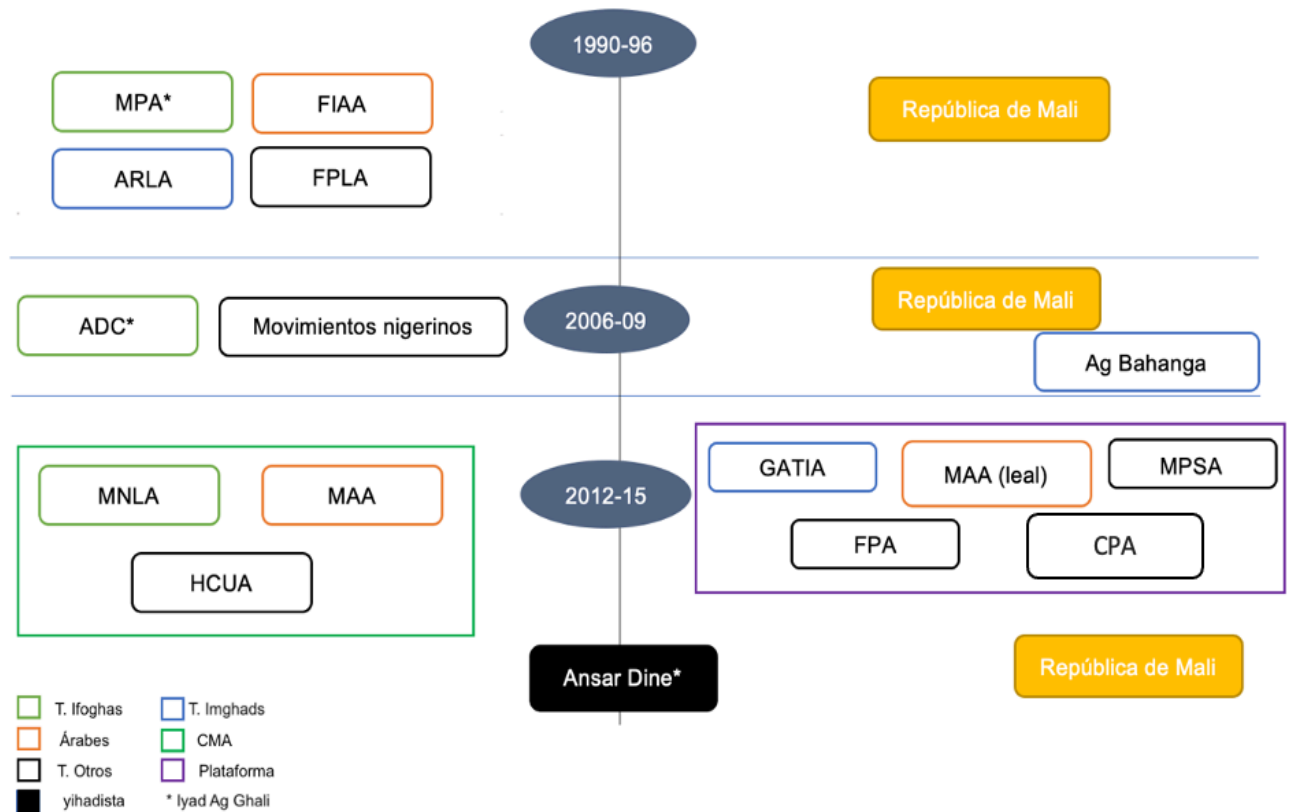 1990-96
MPA*
FIAA
República de Mali
ARLA
FPLA
República de Mali
ADC*
Movimientos nigerinos
2006-09
Ag Bahanga
GATIA
MAA (leal)
MPSA
MNLA
MAA
2012-15
FPA
CPA
HCUA
Ansar Dine*
República de Mali
T. Ifoghas
T. Imghads
Árabes
CMA
T. Otros
Plataforma
yihadista
* Iyad Ag Ghali